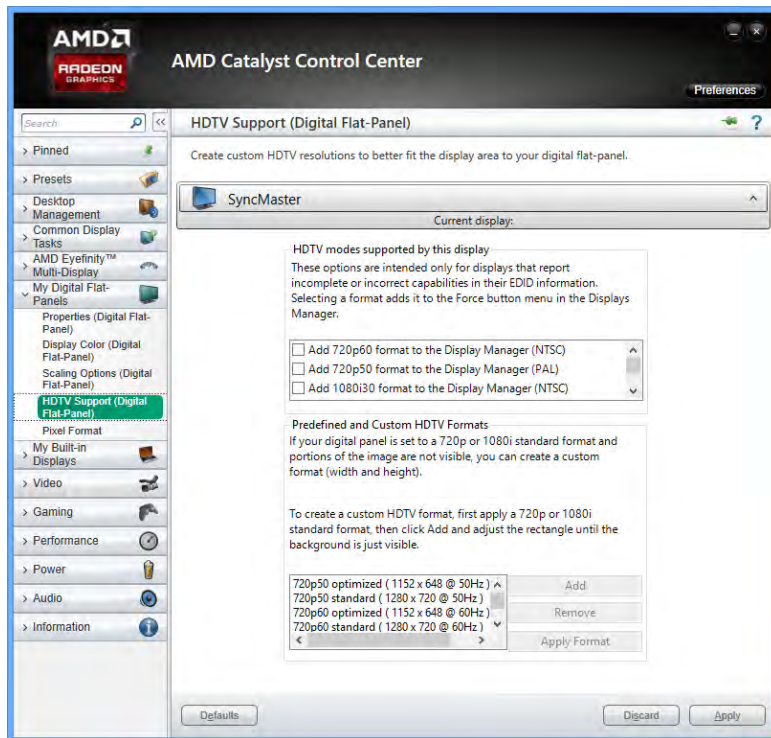 AMD
RADEON
GRAPHICS
AMD Catalyst Control Center
Preferences
Search
<<
HDTV Support (Digital Flat-Panel)
?
Create custom HDTV resolutions to better fit the display area to your digital flat-panel.
> Pinned
> Presets
Desktop
Management
Common Display
Tasks
AMD Eyefinity™
Multi-Display
My Digital Flat-
Panels
Properties (Digital Flat-
Panel)
Display Color (Digital
Flat-Panel)
Scaling Options (Digital
Flat-Panel)
HDTV Support (Digital
Flat-Panel)
Pixel Format
My Built-in
Displays
> Video
> Gaming
> Performance
> Power
> Audio
> Information
SyncMaster
Current display:
HDTV modes supported by this display
These options are intended only for displays that report
incomplete or incorrect capabilities in their EDID information.
Selecting a format adds it to the Force button menu in the Displays
Manager.
Add 720p60 format to the Display Manager (NTSC)
Add 720p50 format to the Display Manager (PAL)
Add 1080i30 format to the Display Manager (NTSC)
Predefined and Custom HDTV Formats
If your digital panel is set to a 720p or 1080i standard format and
portions of the image are not visible, you can create a custom
format (width and height).
To create a custom HDTV format, first apply a 720p or 1080i
standard format, then click Add and adjust the rectangle until the
background is just visible.
720p50 optimized ( 1152 x 648 @ 50Hz )
720p50 standard ( 1280 x 720 @ 50Hz )
720p60 optimized ( 1152 x 648 @ 60Hz )
720p60 standard ( 1280 x 720 @ 60Hz )
Add
Remove
Apply Format
Defaults
Discard
Apply